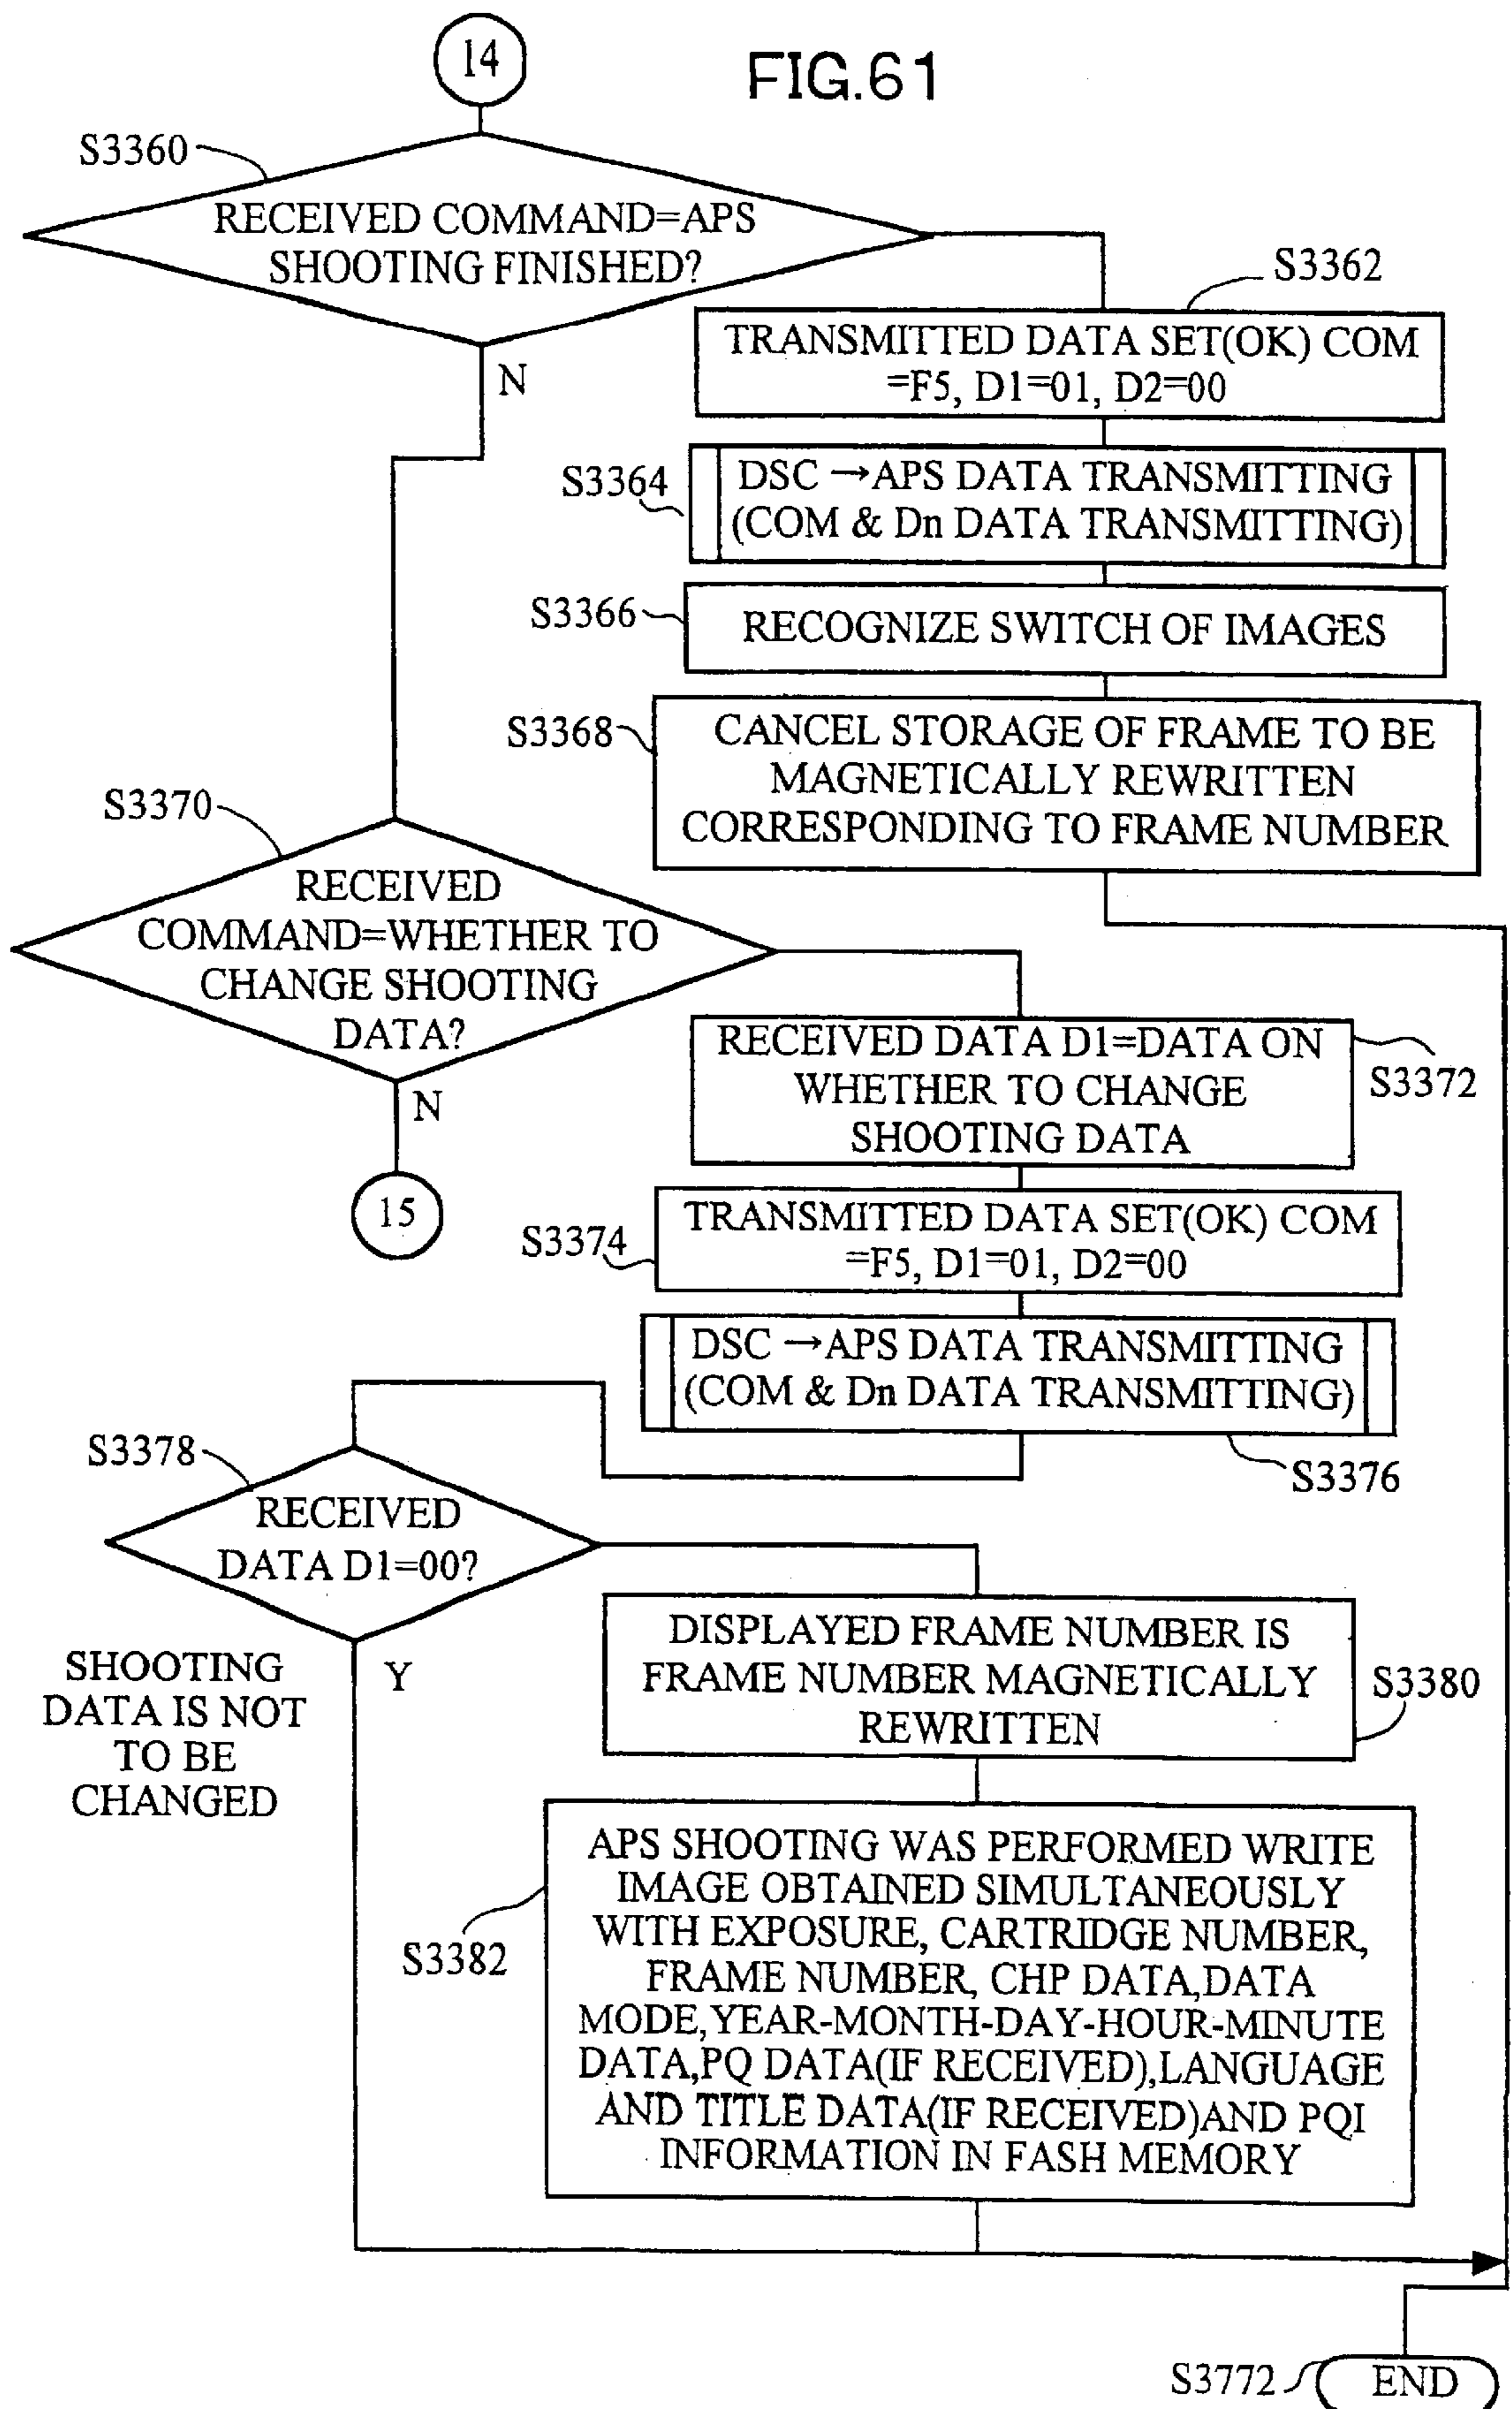 14
FIG.61
S3360
RECEIVED COMMAND=APS
SHOOTING FINISHED?
N
S3362
TRANSMITTED DATA SET(OK) COM
=F5, D1=01, D2=00
S3364
DSC →APS DATA TRANSMITTING
(COM & Dn DATA TRANSMITTING)
S3366
RECOGNIZE SWITCH OF IMAGES
S3368
CANCEL STORAGE OF FRAME TO BE
MAGNETICALLY REWRITTEN
CORRESPONDING TO FRAME NUMBER
S3370
RECEIVED
COMMAND=WHETHER TO
CHANGE SHOOTING
DATA?
N
15
RECEIVED DATA D1=DATA ON
WHETHER TO CHANGE
SHOOTING DATA
S3372
S3374
TRANSMITTED DATA SET(OK) COM
=F5, D1=01, D2=00
DSC →APS DATA TRANSMITTING
(COM & Dn DATA TRANSMITTING)
S3376
S3378
RECEIVED
DATA D1=00?
SHOOTING
DATA IS NOT
TO BE
CHANGED
Y
DISPLAYED FRAME NUMBER IS
FRAME NUMBER MAGNETICALLY
REWRITTEN
S3380
S3382
APS SHOOTING WAS PERFORMED WRITE
IMAGE OBTAINED SIMULTANEOUSLY
WITH EXPOSURE, CARTRIDGE NUMBER,
FRAME NUMBER, CHP DATA,DATA
MODE,YEAR-MONTH-DAY-HOUR-MINUTE
DATA,PQ DATA(IF RECEIVED),LANGUAGE
AND TITLE DATA(IF RECEIVED)AND PQI
INFORMATION IN FASH MEMORY
S3772
END